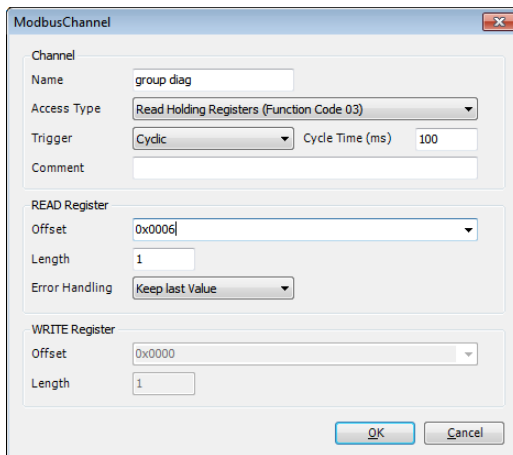 ModbusChannel
Channel
Name group diag
Access Type Read Holding Registers (Function Code 03)
Trigger Cyclic Cycle Time (ms) 100
Comment
READ Register
Offset 0x0006
Length 1
Error Handling Keep last Value
WRITE Register
Offset 0x0000
Length 1
OK Cancel